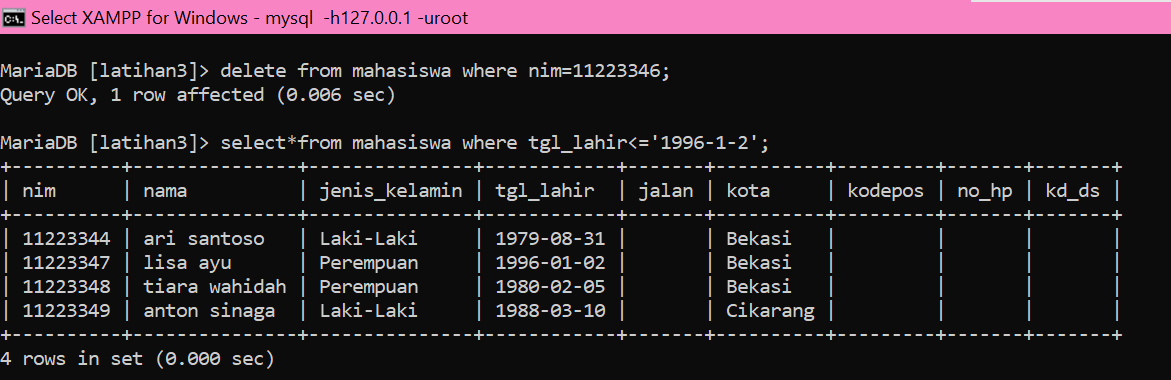 Select XAMPP for Windows - mysql  -h127.0.0.1 -uroot
MariaDB [latihan3]> delete from mahasiswa where nim=11223346;
Query OK, 1 row affected (0.006 sec)
MariaDB [latihan3]> select*from mahasiswa where tgl_lahir<='1996-1-2';
+----------+---------------+---------------+------------+-------+----------+---------+-------+-------+
| nim      | nama          | jenis_kelamin | tgl_lahir  | jalan | kota     | kodepos | no_hp | kd_ds |
+----------+---------------+---------------+------------+-------+----------+---------+-------+-------+
| 11223344 | ari santoso   | Laki-Laki     | 1979-08-31 |       | Bekasi   |         |       |       |
| 11223347 | lisa ayu      | Perempuan     | 1996-01-02 |       | Bekasi   |         |       |       |
| 11223348 | tiara wahidah | Perempuan     | 1980-02-05 |       | Bekasi   |         |       |       |
| 11223349 | anton sinaga  | Laki-Laki     | 1988-03-10 |       | Cikarang |         |       |       |
+----------+---------------+---------------+------------+-------+----------+---------+-------+-------+
4 rows in set (0.000 sec)